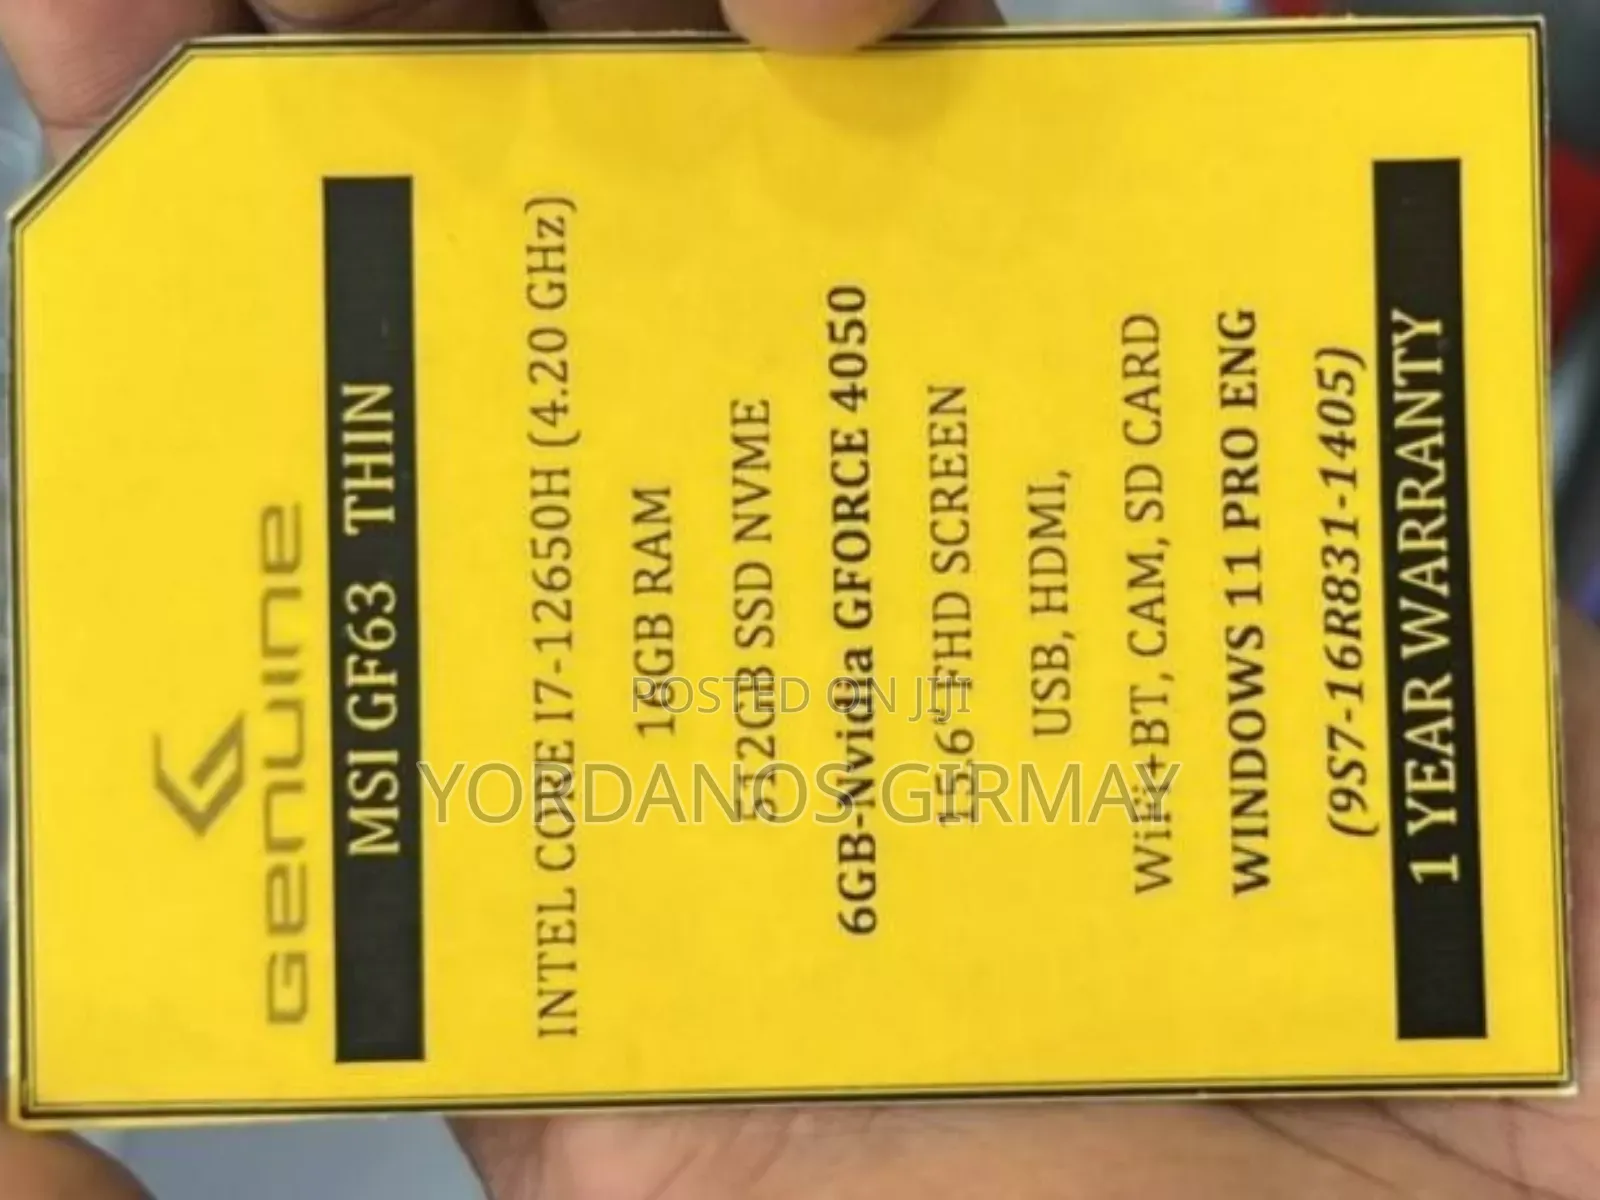 Genuine
MSI GF63 THIN
INTEL CORE I7-12650H (4.20 GHz)
16GB RAM
512GB SSD NVME
6GB-Nvidia GFORCE 4050
15.6" FHD SCREEN
USB, HDMI,
Wifi+BT, CAM, SD CARD
WINDOWS 11 PRO ENG
(9S7-16R831-1405)
1 YEAR WARRANTY
POSTED ON JIJI
YORDANOS GIRMAY